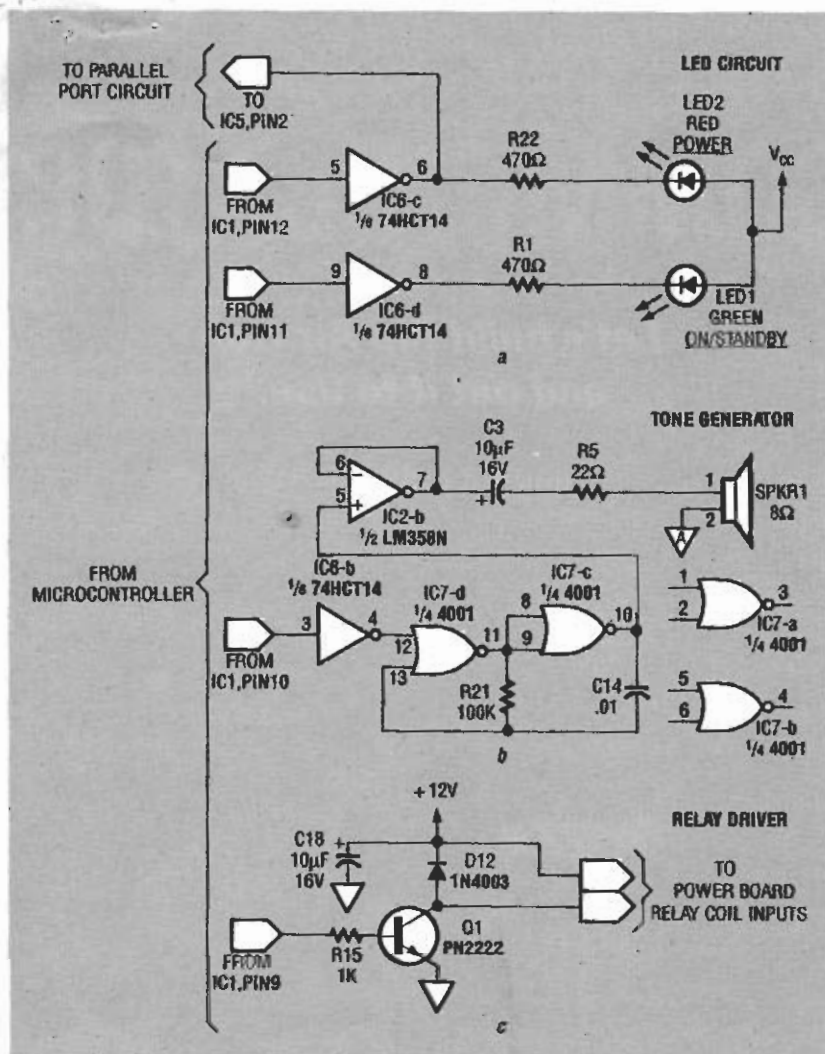 TO PARALLEL
PORT CIRCUIT
TO
IC5,PIN2
LED CIRCUIT
LED2
RED
POWER
VCC
R22
470Ω
5
6
IC6-c
1/6 74HCT14
FROM
IC1,PIN12
R1
470Ω
9
8
IC6-d
1/6 74HCT14
FROM
IC1,PIN11
LED1
GREEN
ON/STANDBY
a
TONE GENERATOR
C3
10µF
16V
+
R5
22Ω
6
5
−
+
7
IC2-b
1/2 LM358N
1
2
SPKR1
8Ω
A
FROM
MICROCONTROLLER
IC6-b
1/6 74HCT14
3
4
FROM
IC1,PIN10
IC7-d
1/4 4001
12
13
11
IC7-c
1/4 4001
8
9
10
R21
100K
C14
.01
1
2
3
IC7-a
1/4 4001
5
6
4
IC7-b
1/4 4001
b
+12V
RELAY DRIVER
C18
10µF
16V
+
D12
1N4003
TO
POWER BOARD
RELAY COIL INPUTS
Q1
PN2222
R15
1K
FROM
IC1,PIN9
c